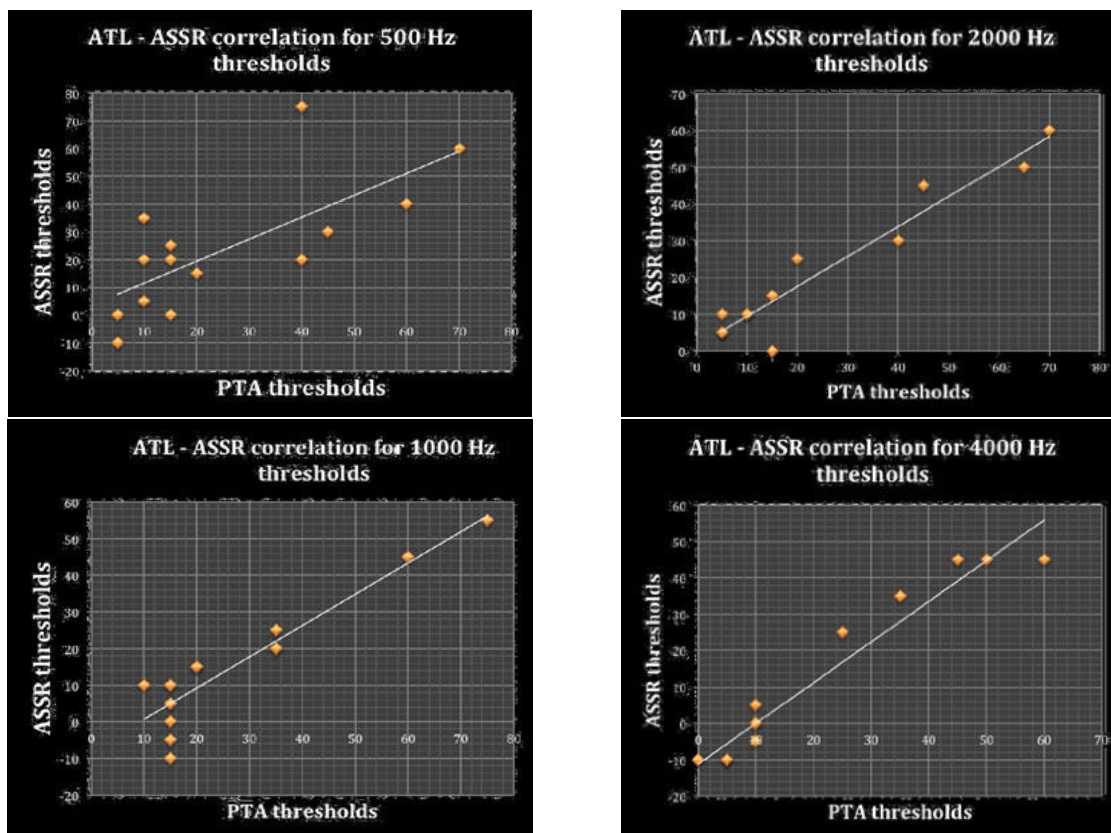 ATL - ASSR correlation for 500 Hz
thresholds
ASSR thresholds
80
70
60
50
40
30
20
10
0
-10
-20
0 10 20 30 40 50 60 70 80
PTA thresholds
ATL - ASSR correlation for 2000 Hz
thresholds
ASSR thresholds
70
60
50
40
30
20
10
0
0 10 20 30 40 50 60 70 80
PTA thresholds
ATL - ASSR correlation for 1000 Hz
thresholds
ASSR thresholds
60
50
40
30
20
10
0
-10
-20
0 10 20 30 40 50 60 70 80
PTA thresholds
ATL - ASSR correlation for 4000 Hz
thresholds
ASSR thresholds
60
50
40
30
20
10
0
-10
-20
0 10 20 30 40 50 60 70
PTA thresholds